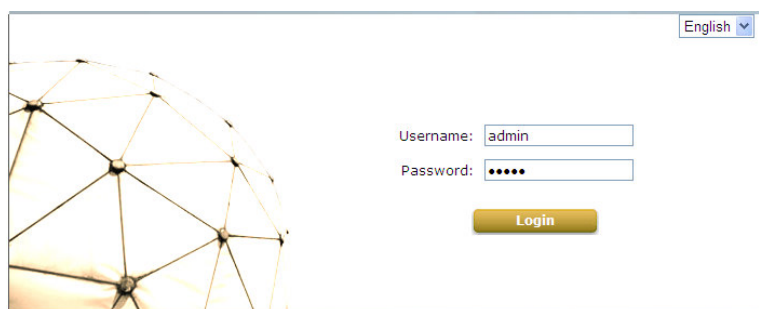 English
Username: admin
Password: •••••
Login